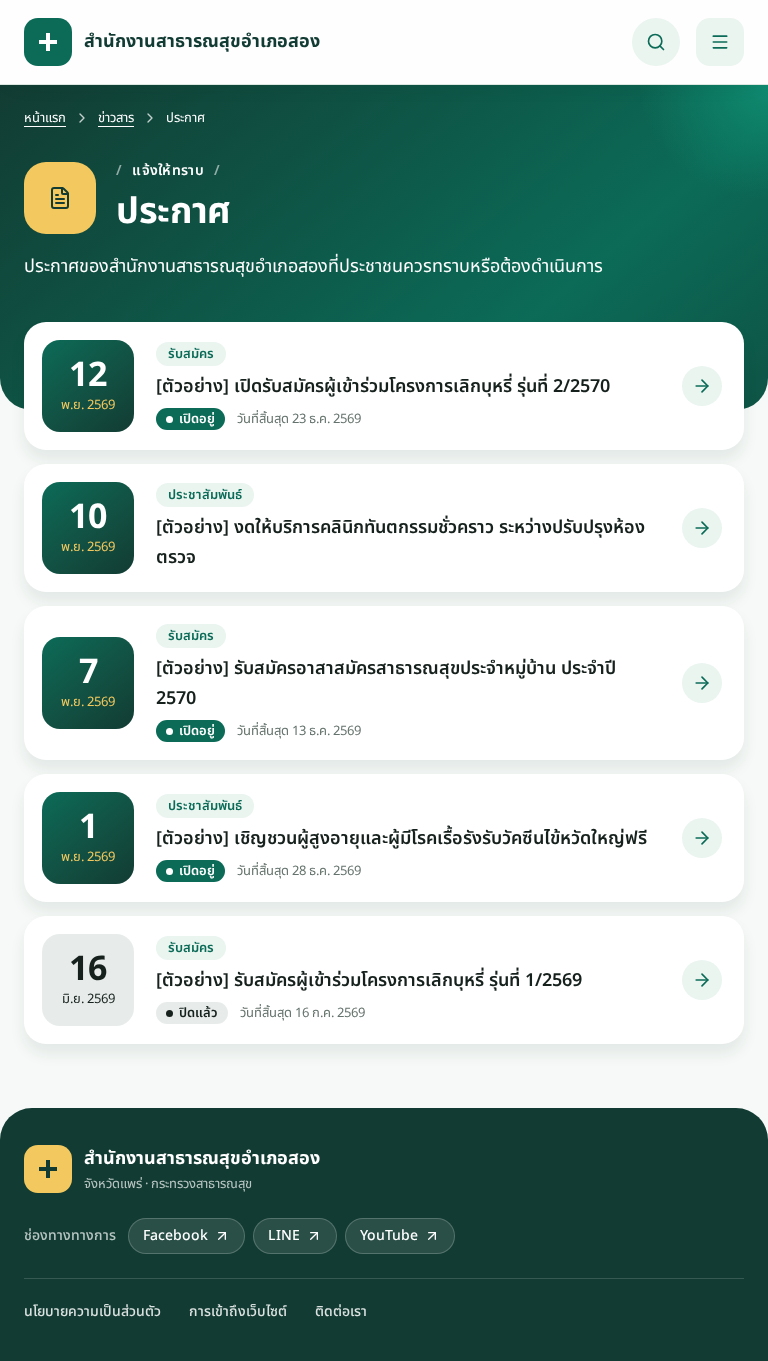 สำนักงานสาธารณสุขอำเภอสอง
หน้าแรก > ข่าวสาร > ประกาศ
/ แจ้งให้ทราบ /
ประกาศ
ประกาศของสำนักงานสาธารณสุขอำเภอสองที่ประชาชนควรทราบหรือต้องดำเนินการ
12
พ.ย. 2569
รับสมัคร
[ตัวอย่าง] เปิดรับสมัครผู้เข้าร่วมโครงการเลิกบุหรี่ รุ่นที่ 2/2570
เปิดอยู่ วันที่สิ้นสุด 23 ธ.ค. 2569
10
พ.ย. 2569
ประชาสัมพันธ์
[ตัวอย่าง] งดให้บริการคลินิกทันตกรรมชั่วคราว ระหว่างปรับปรุงห้อง
ตรวจ
7
พ.ย. 2569
รับสมัคร
[ตัวอย่าง] รับสมัครอาสาสมัครสาธารณสุขประจำหมู่บ้าน ประจำปี
2570
เปิดอยู่ วันที่สิ้นสุด 13 ธ.ค. 2569
1
พ.ย. 2569
ประชาสัมพันธ์
[ตัวอย่าง] เชิญชวนผู้สูงอายุและผู้มีโรคเรื้อรังรับวัคซีนไข้หวัดใหญ่ฟรี
เปิดอยู่ วันที่สิ้นสุด 28 ธ.ค. 2569
16
มิ.ย. 2569
รับสมัคร
[ตัวอย่าง] รับสมัครผู้เข้าร่วมโครงการเลิกบุหรี่ รุ่นที่ 1/2569
ปิดแล้ว วันที่สิ้นสุด 16 ก.ค. 2569
สำนักงานสาธารณสุขอำเภอสอง
จังหวัดแพร่ · กระทรวงสาธารณสุข
ช่องทางทางการ Facebook LINE YouTube
นโยบายความเป็นส่วนตัว การเข้าถึงเว็บไซต์ ติดต่อเรา